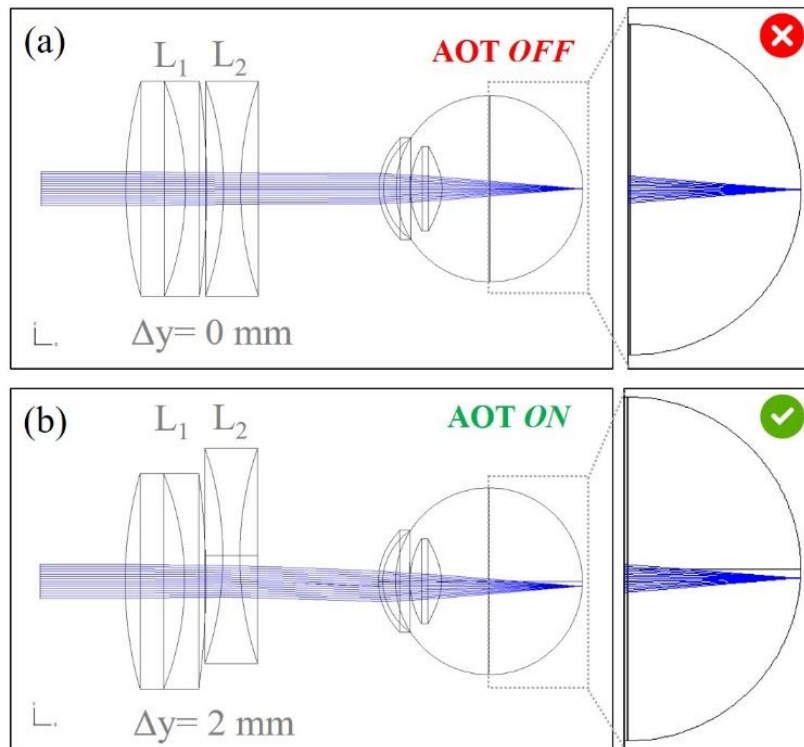 (a)
L1 L2
AOT OFF
Δy= 0 mm
(b)
L1 L2
AOT ON
Δy= 2 mm